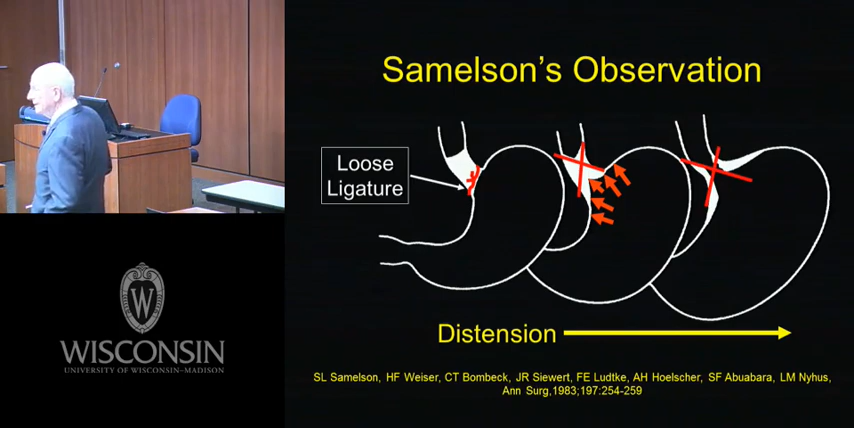 Samelson's Observation
Loose
Ligature
Distension
SL Samelson, HF Weiser, CT Bombeck, JR Siewert, FE Ludtke, AH Hoelscher, SF Abuabara, LM Nyhus,
Ann Surg,1983;197:254-259
W
WISCONSIN
UNIVERSITY OF WISCONSIN–MADISON